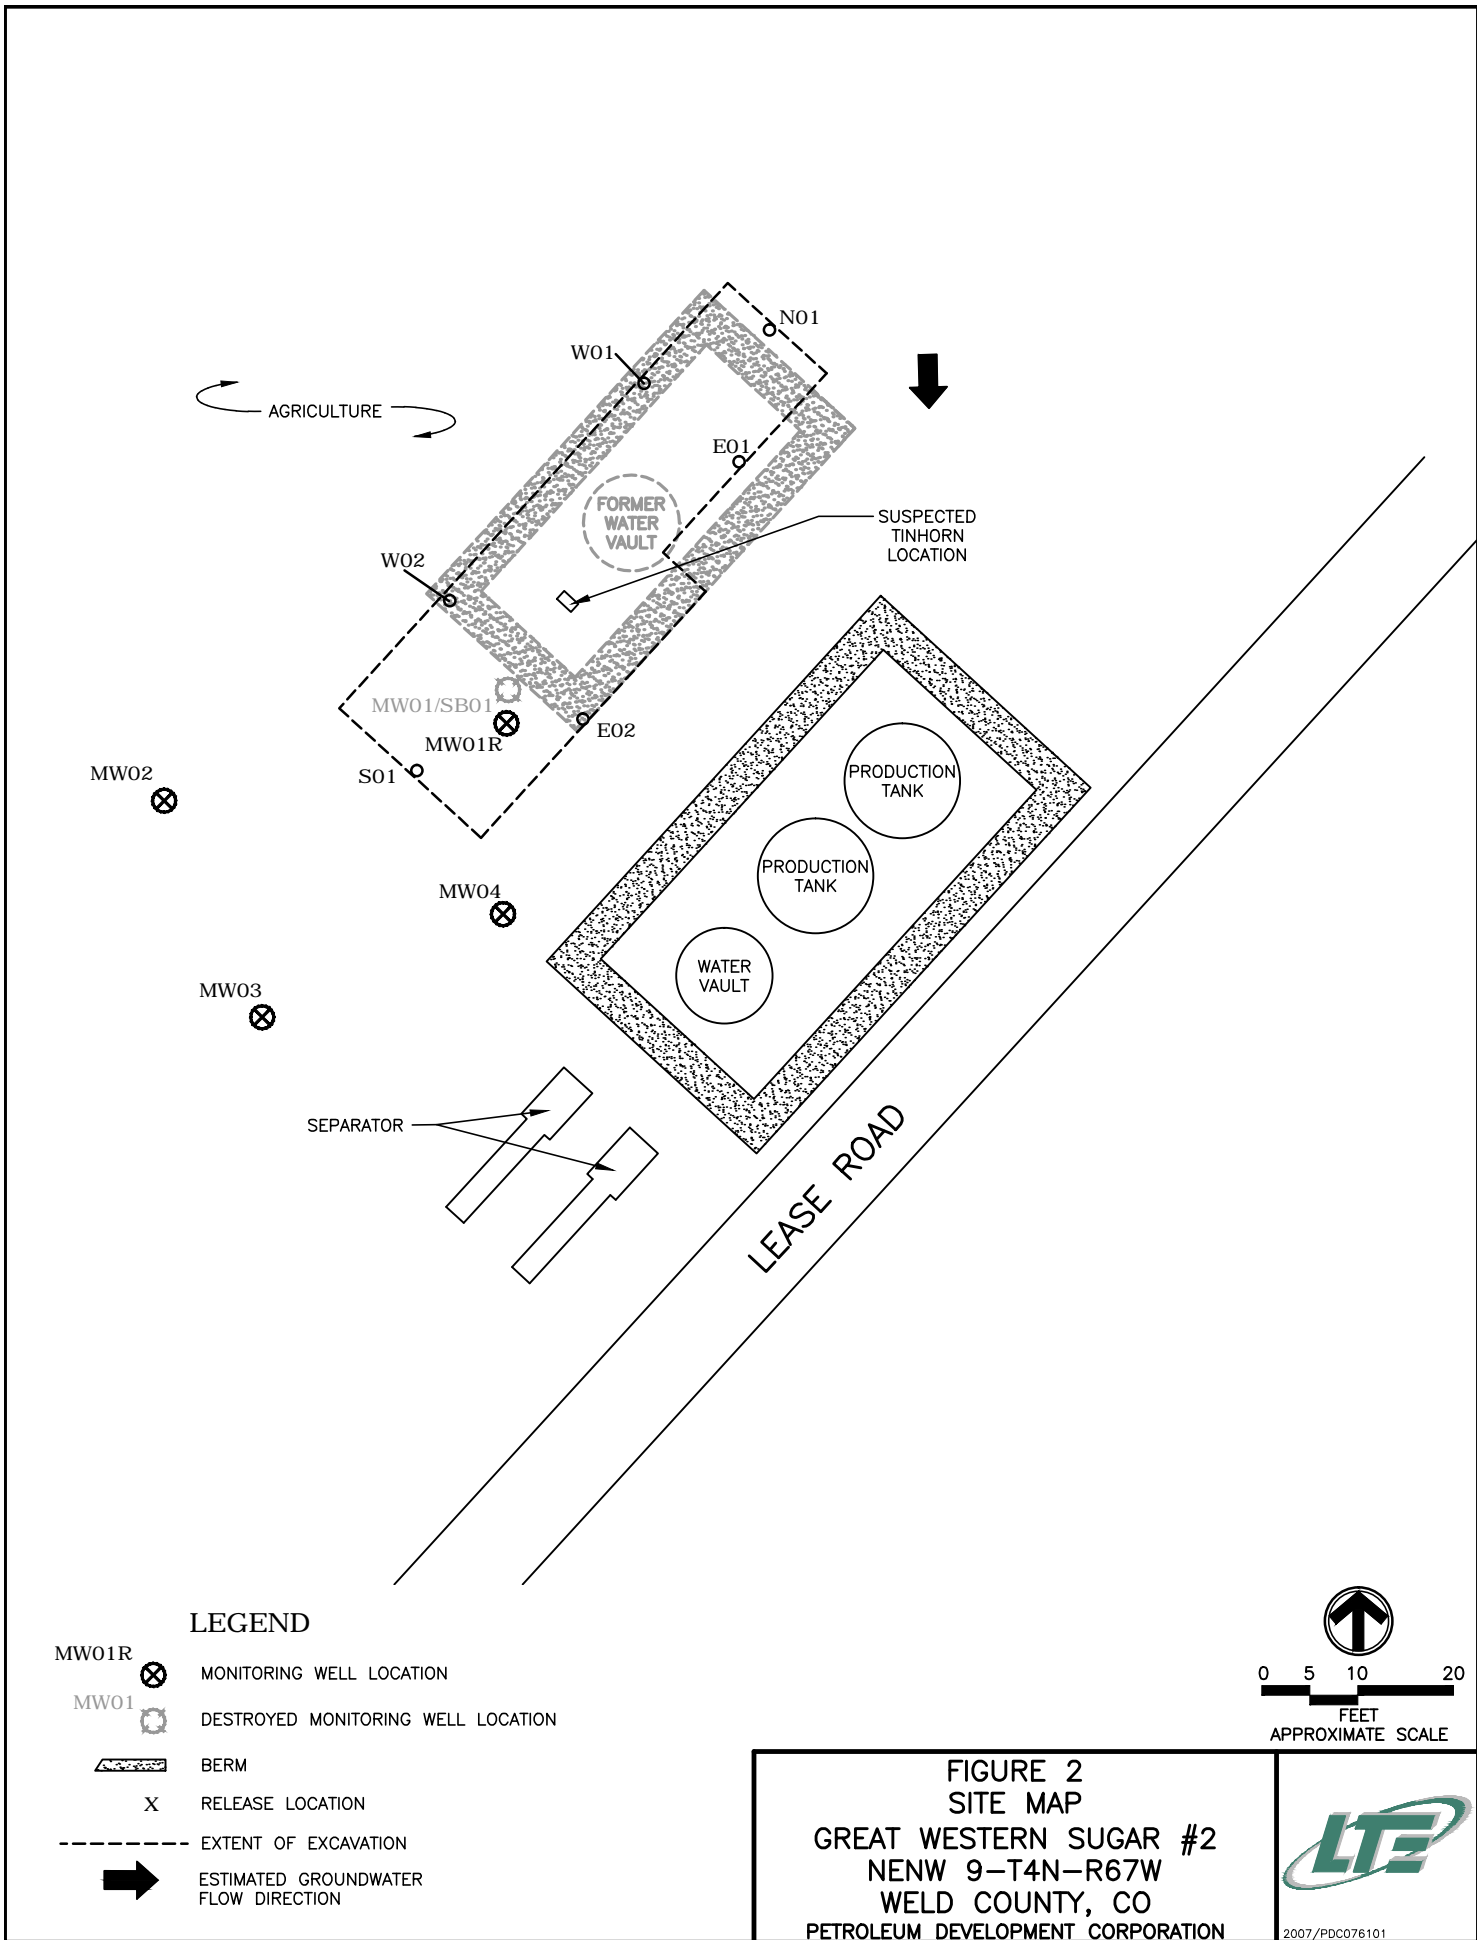 N01
W01
AGRICULTURE
E01
FORMER
WATER
VAULT
SUSPECTED
TINHORN
LOCATION
W02
MW01/SB01
MW01R
E02
S01
MW02
PRODUCTION
TANK
PRODUCTION
TANK
MW04
WATER
VAULT
MW03
SEPARATOR
LEASE ROAD
LEGEND
MW01R
MONITORING WELL LOCATION
MW01
DESTROYED MONITORING WELL LOCATION
BERM
X
RELEASE LOCATION
EXTENT OF EXCAVATION
ESTIMATED GROUNDWATER
FLOW DIRECTION
0 5 10 20
FEET
APPROXIMATE SCALE
FIGURE 2
SITE MAP
GREAT WESTERN SUGAR #2
NENW 9-T4N-R67W
WELD COUNTY, CO
PETROLEUM DEVELOPMENT CORPORATION
LTE
2007/PDC076101